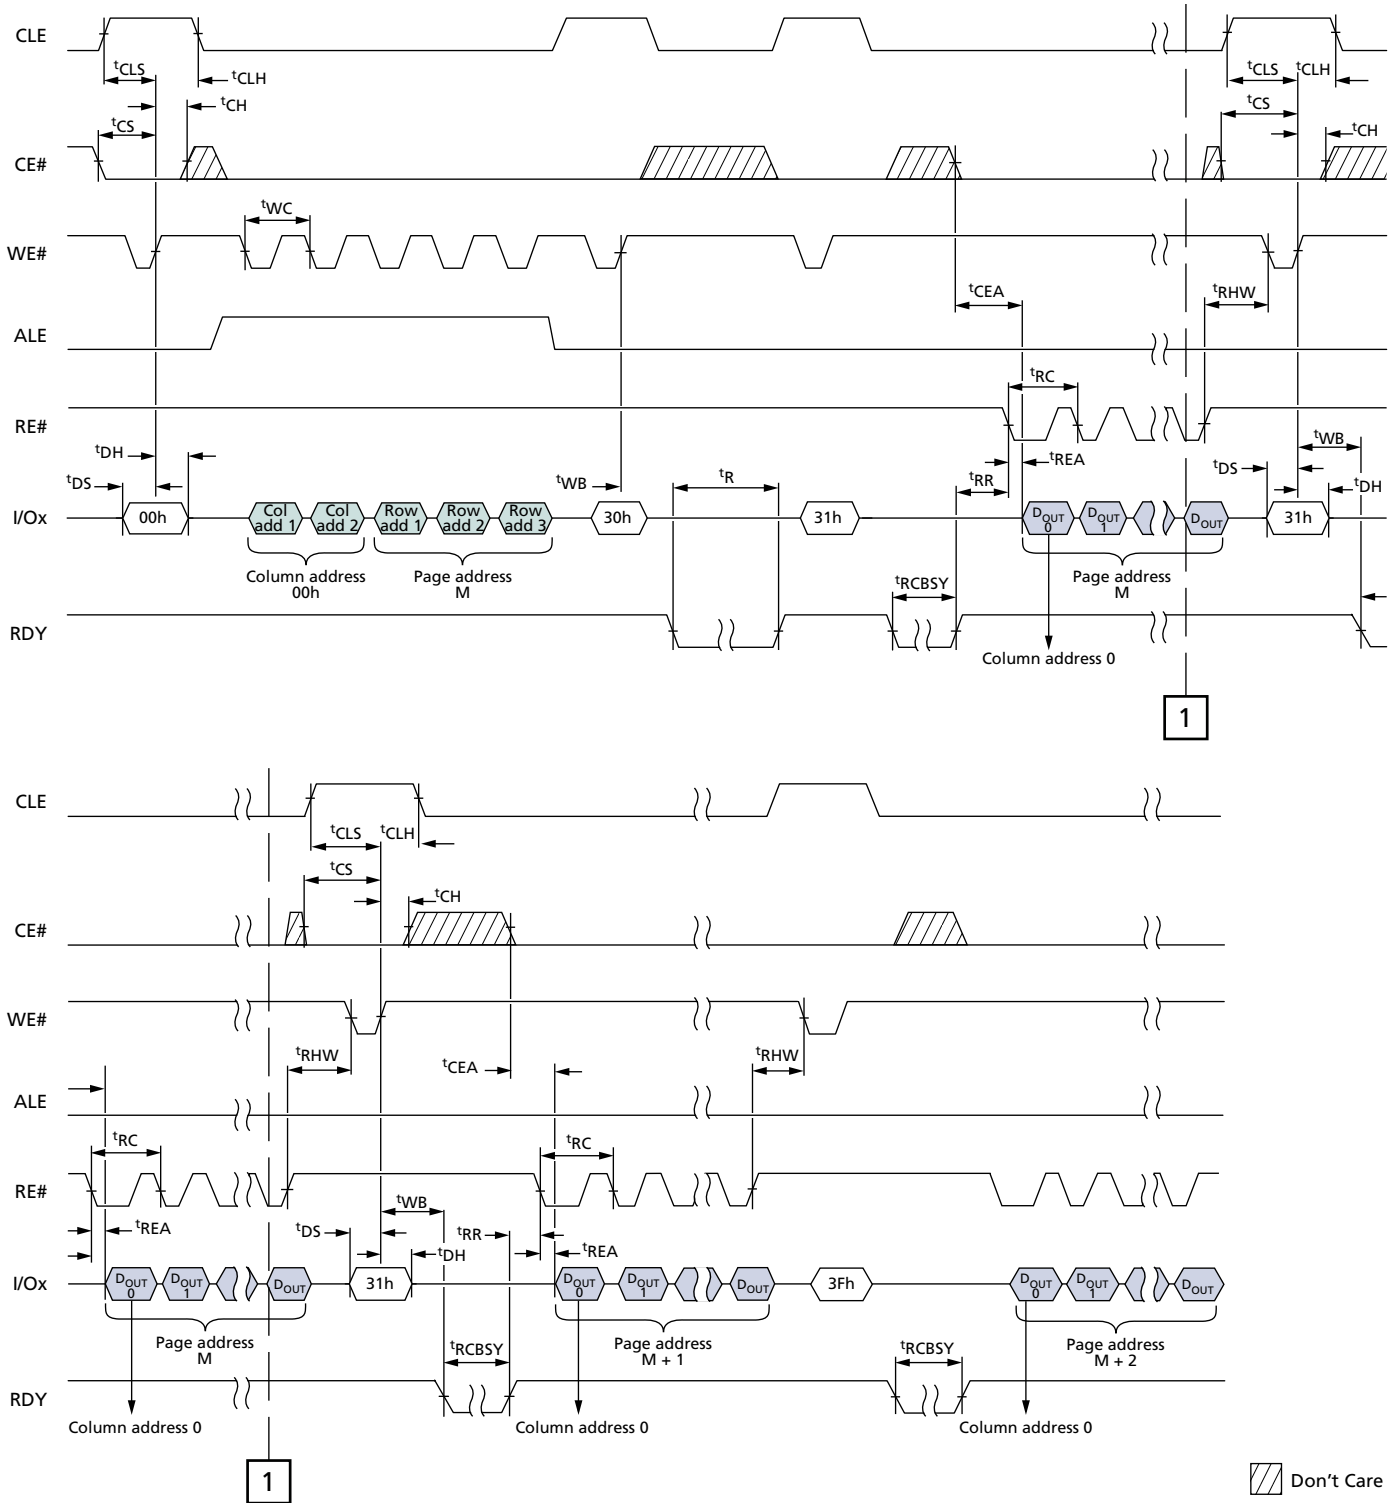 CLE
tCLS
tCLH
tCLS
tCLH
tCH
tCS
tCS
tCH
CE#
tWC
WE#
tCEA
tRHW
ALE
tRC
RE#
tDH
tWB
tREA
tDS
tWB
tR
tRR
tDS
tDH
I/Ox
00h
Col add 1
Col add 2
Row add 1
Row add 2
Row add 3
30h
31h
DOUT 0
DOUT 1
DOUT
31h
Column address 00h
Page address M
tRCBSY
Page address M
RDY
Column address 0
1
CLE
tCLS
tCLH
tCS
tCH
CE#
WE#
tRHW
tCEA
tRHW
ALE
tRC
tRC
RE#
tREA
tWB
tDS
tRR
tDH
tREA
I/Ox
DOUT 0
DOUT 1
DOUT
31h
DOUT 0
DOUT 1
DOUT
3Fh
DOUT 0
DOUT 1
DOUT
Page address M
tRCBSY
Page address M + 1
tRCBSY
Page address M + 2
RDY
Column address 0
Column address 0
Column address 0
1
Don't Care